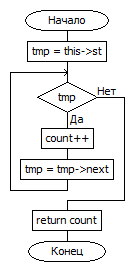 Начало
tmp = this->st
tmp
Нет
Да
count++
tmp = tmp->next
return count
Конец